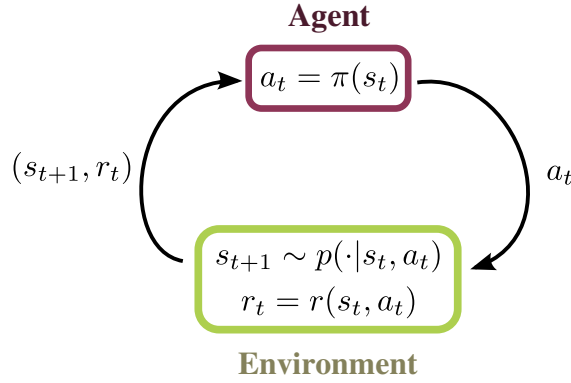 Agent
a_t = π(s_t)
(s_{t+1}, r_t)
a_t
s_{t+1} ∼ p(·|s_t, a_t)
r_t = r(s_t, a_t)
Environment